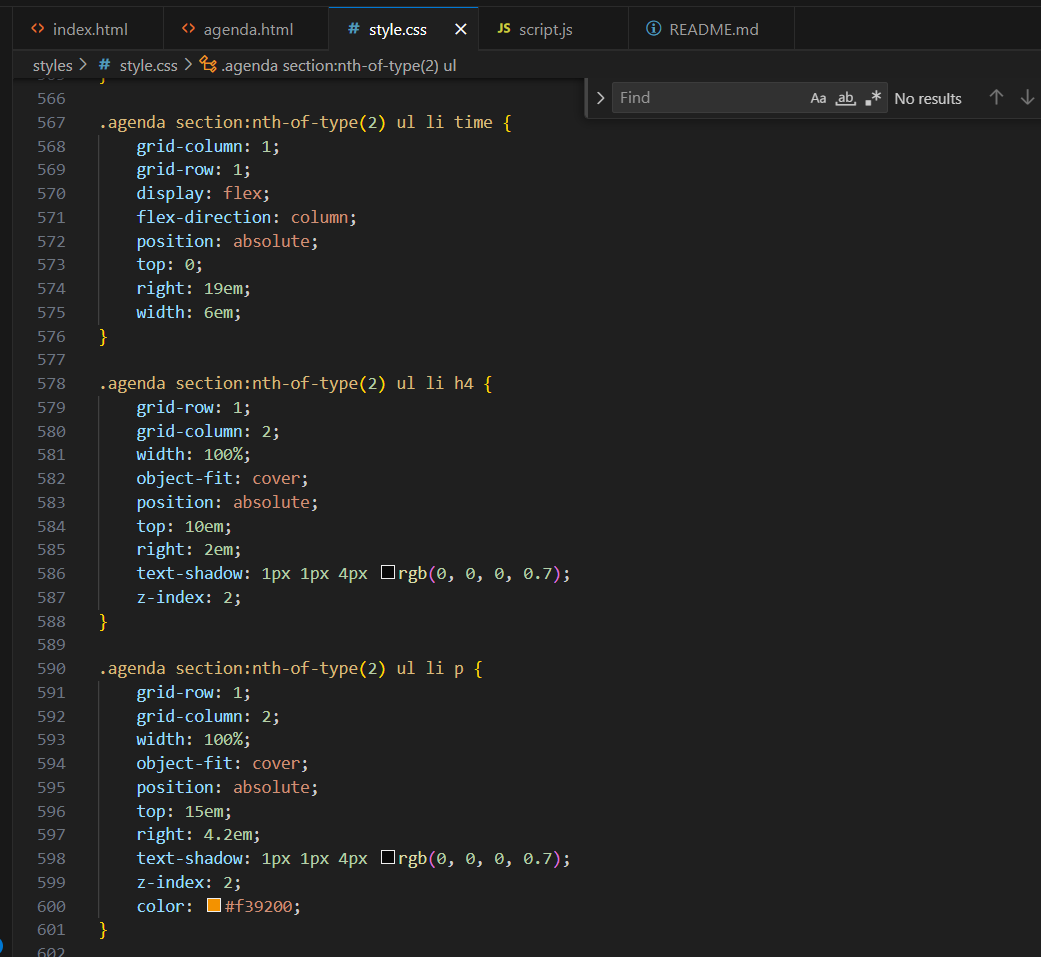 <> index.html
<> agenda.html
# style.css ×
JS script.js
README.md
styles > # style.css > .agenda section:nth-of-type(2) ul
> Find Aa ab .* No results ↑ ↓
565 }
566
567 .agenda section:nth-of-type(2) ul li time {
568 grid-column: 1;
569 grid-row: 1;
570 display: flex;
571 flex-direction: column;
572 position: absolute;
573 top: 0;
574 right: 19em;
575 width: 6em;
576 }
577
578 .agenda section:nth-of-type(2) ul li h4 {
579 grid-row: 1;
580 grid-column: 2;
581 width: 100%;
582 object-fit: cover;
583 position: absolute;
584 top: 10em;
585 right: 2em;
586 text-shadow: 1px 1px 4px rgb(0, 0, 0, 0.7);
587 z-index: 2;
588 }
589
590 .agenda section:nth-of-type(2) ul li p {
591 grid-row: 1;
592 grid-column: 2;
593 width: 100%;
594 object-fit: cover;
595 position: absolute;
596 top: 15em;
597 right: 4.2em;
598 text-shadow: 1px 1px 4px rgb(0, 0, 0, 0.7);
599 z-index: 2;
600 color: #f39200;
601 }
602